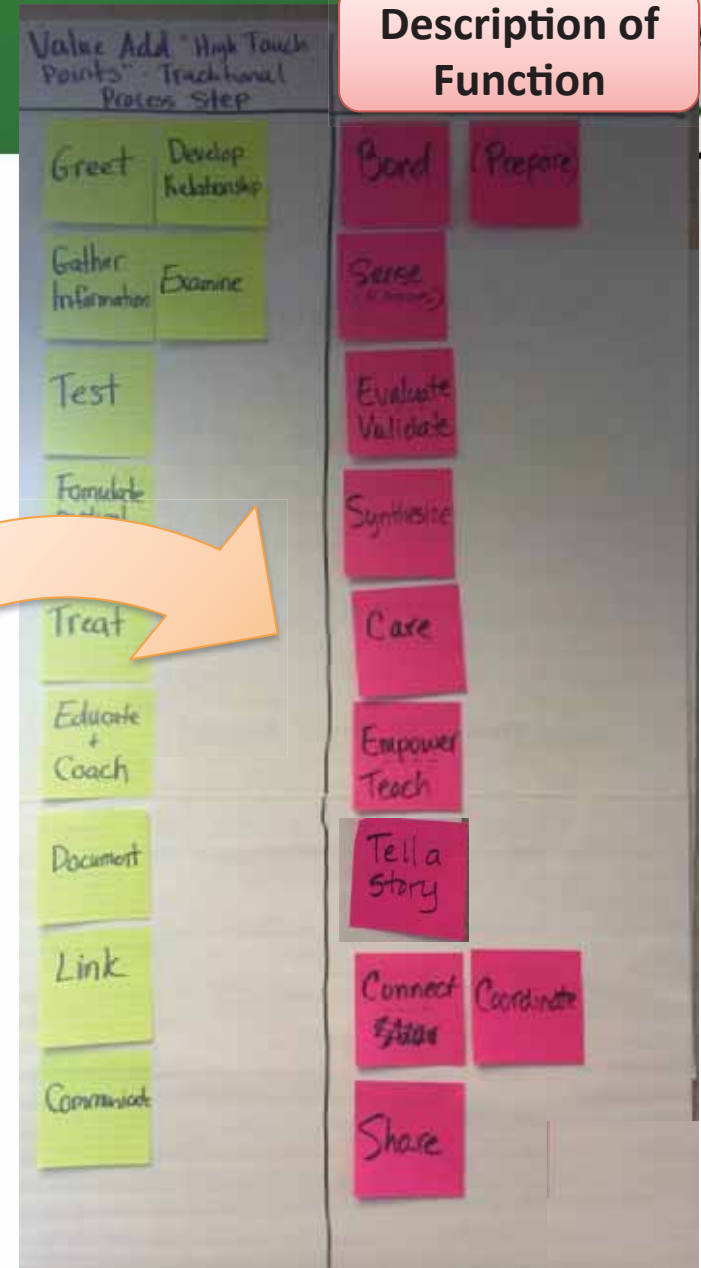 Description of
Function
Value Add "High Touch
Points" Traditional
Process Step
Greet
Develop
Relationship
Bond
(Prepare)
Gather
Information
Examine
Sense
Test
Evaluate
Validate
Fomulate
Synthesize
Treat
Care
Educate
+
Coach
Empower
Teach
Document
Tell a
Story
Link
Connect
Coordinate
Communicate
Share